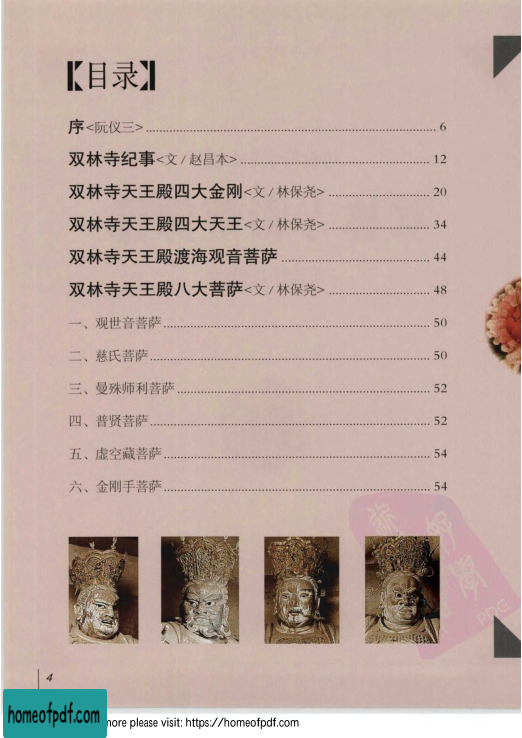 【目录】
序<阮仪三> 6
双林寺纪事<文/赵昌本> 12
双林寺天王殿四大金刚<文/林保尧> 20
双林寺天王殿四大天王<文/林保尧> 34
双林寺天王殿渡海观音菩萨 44
双林寺天王殿八大菩萨<文/林保尧> 48
一、观世音菩萨 50
二、慈氏菩萨 50
三、曼殊师利菩萨 52
四、普贤菩萨 52
五、虚空藏菩萨 54
六、金刚手菩萨 54
PDG
4
homeofpdf.com
more please visit: https://homeofpdf.com